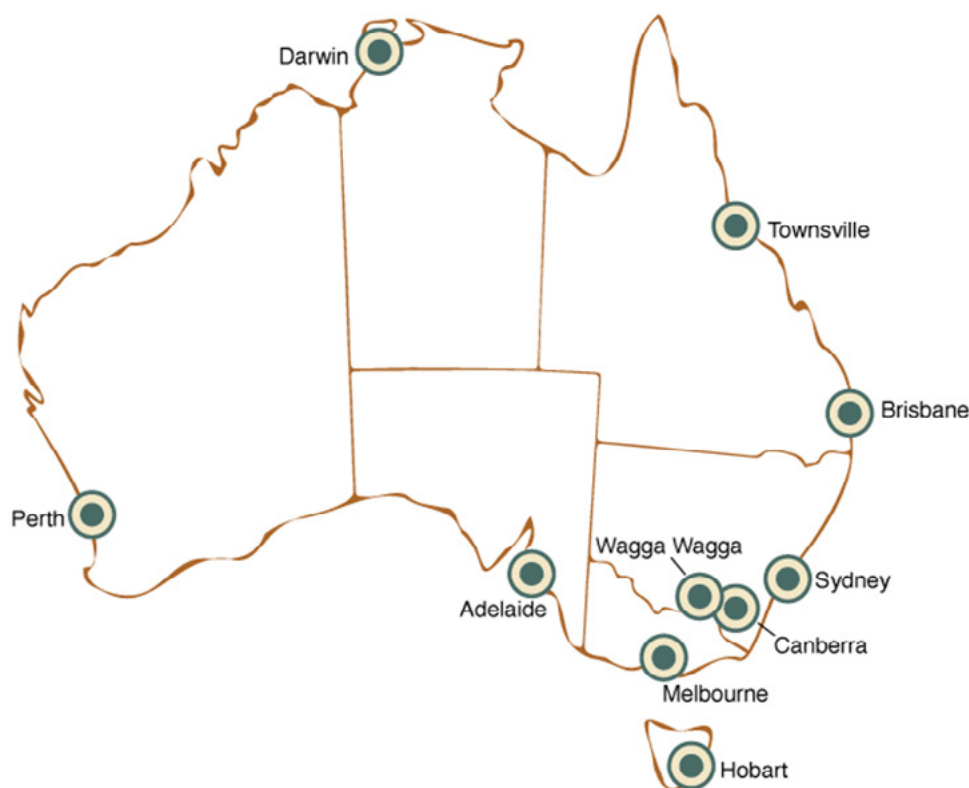 Darwin
Townsville
Brisbane
Perth
Wagga Wagga
Sydney
Adelaide
Canberra
Melbourne
Hobart